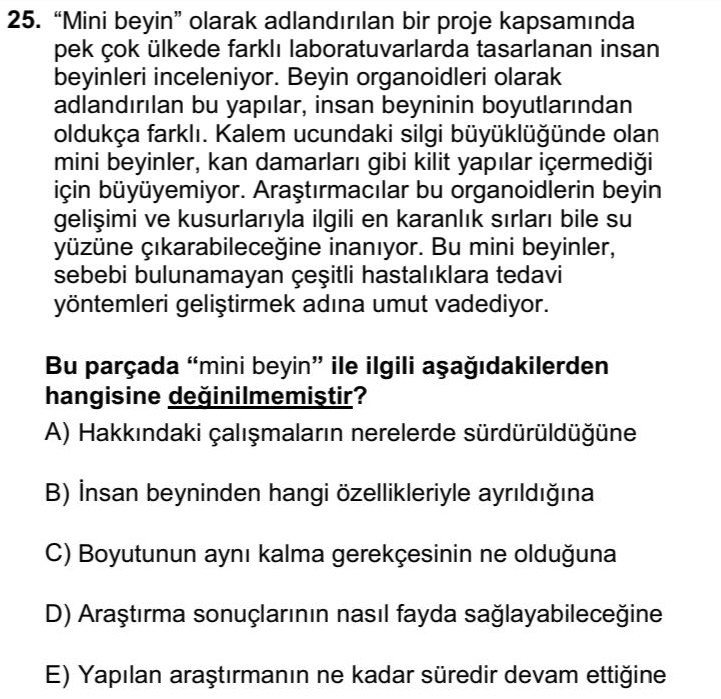 25. “Mini beyin” olarak adlandırılan bir proje kapsamında
pek çok ülkede farklı laboratuvarlarda tasarlanan insan
beyinleri inceleniyor. Beyin organoidleri olarak
adlandırılan bu yapılar, insan beyninin boyutlarından
oldukça farklı. Kalem ucundaki silgi büyüklüğünde olan
mini beyinler, kan damarları gibi kilit yapılar içermediği
için büyüyemiyor. Araştırmacılar bu organoidlerin beyin
gelişimi ve kusurlarıyla ilgili en karanlık sırları bile su
yüzüne çıkarabileceğine inanıyor. Bu mini beyinler,
sebebi bulunamayan çeşitli hastalıklara tedavi
yöntemleri geliştirmek adına umut vadediyor.
Bu parçada “mini beyin” ile ilgili aşağıdakilerden
hangisine değinilmemiştir?
A) Hakkındaki çalışmaların nerelerde sürdürüldüğüne
B) İnsan beyninden hangi özellikleriyle ayrıldığına
C) Boyutunun aynı kalma gerekçesinin ne olduğuna
D) Araştırma sonuçlarının nasıl fayda sağlayabileceğine
E) Yapılan araştırmanın ne kadar süredir devam ettiğine